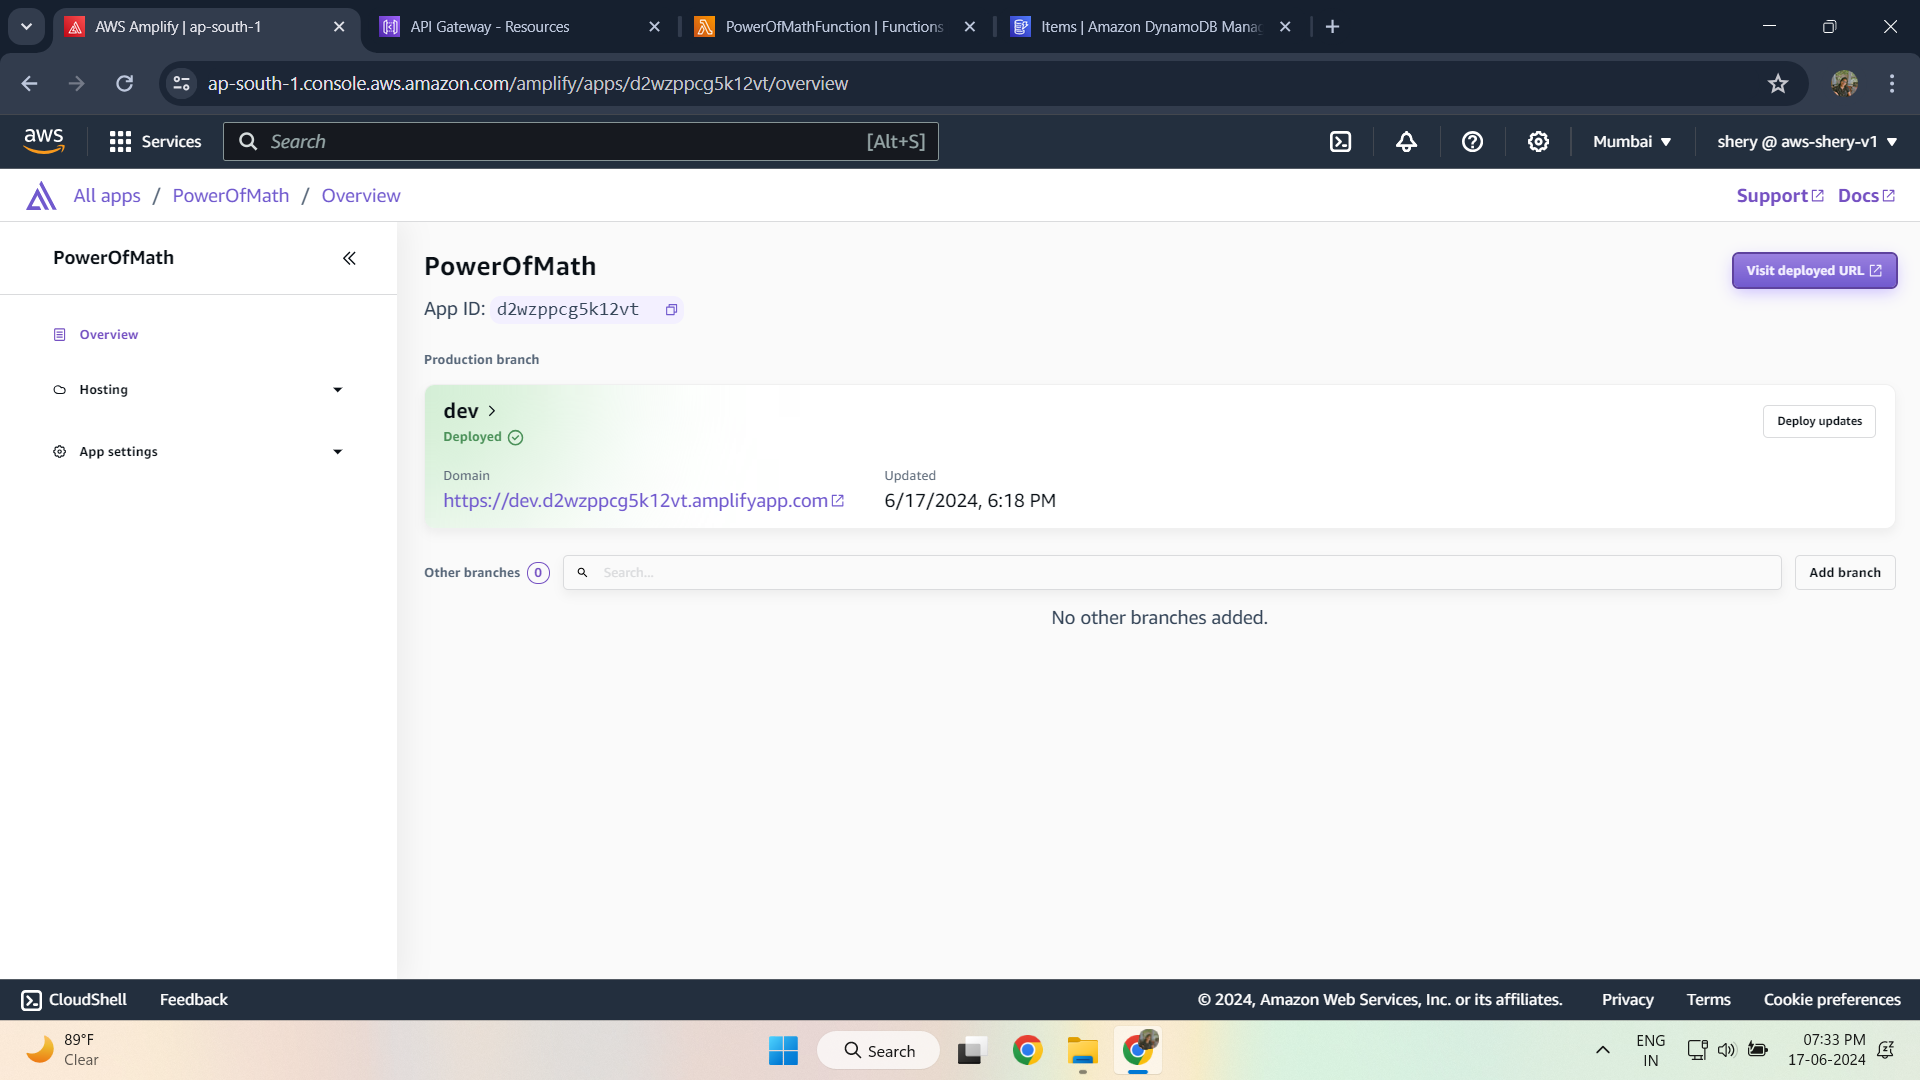 AWS Amplify | ap-south-1
API Gateway - Resources
PowerOfMathFunction | Functions
Items | Amazon DynamoDB Manag
ap-south-1.console.aws.amazon.com/amplify/apps/d2wzppcg5k12vt/overview
aws
Services
Search
[Alt+S]
Mumbai
shery @ aws-shery-v1
All apps / PowerOfMath / Overview
Support
Docs
PowerOfMath
Overview
Hosting
App settings
PowerOfMath
Visit deployed URL
App ID: d2wzppcg5k12vt
Production branch
dev
Deployed
Deploy updates
Domain
Updated
https://dev.d2wzppcg5k12vt.amplifyapp.com
6/17/2024, 6:18 PM
Other branches 0
Search...
Add branch
No other branches added.
CloudShell
Feedback
© 2024, Amazon Web Services, Inc. or its affiliates.
Privacy
Terms
Cookie preferences
89°F
Clear
Search
ENG
IN
07:33 PM
17-06-2024